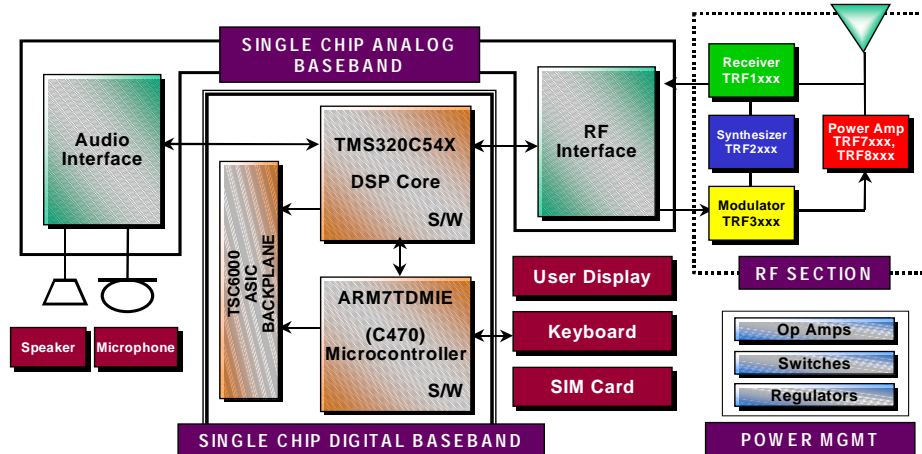 SINGLE CHIP ANALOG
BASEBAND
Audio
Interface
TMS320C54X
DSP Core
S/W
RF
Interface
Receiver
TRF1xxx
Synthesizer
TRF2xxx
Power Amp
TRF7xxx,
TRF8xxx
Modulator
TRF3xxx
RF SECTION
TSC6000
ASIC
BACKPLANE
ARM7TDMIE
(C470)
Microcontroller
S/W
User Display
Keyboard
SIM Card
Speaker
Microphone
Op Amps
Switches
Regulators
SINGLE CHIP DIGITAL BASEBAND
POWER MGMT